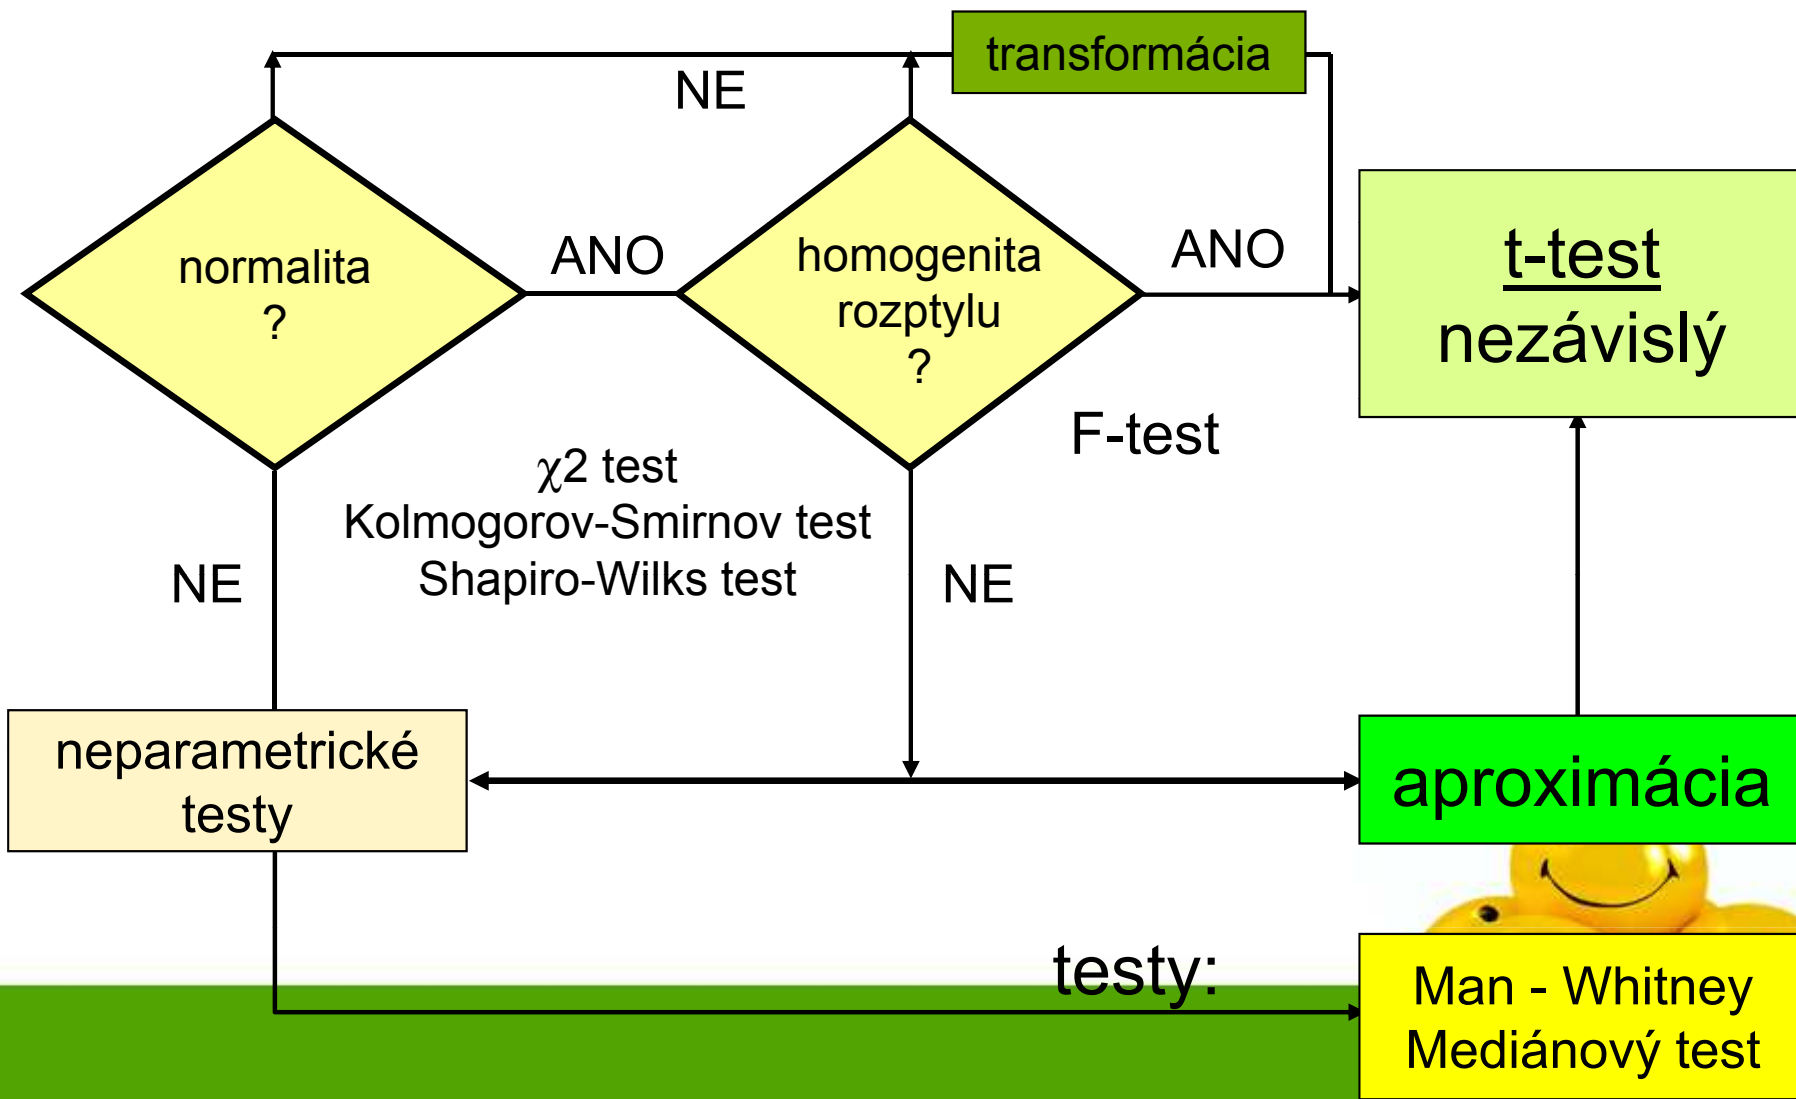 transformácia
NE
normalita
?
ANO
homogenita
rozptylu
?
ANO
t-test
nezávislý
F-test
χ2 test
Kolmogorov-Smirnov test
Shapiro-Wilks test
NE
NE
neparametrické
testy
aproximácia
testy:
Man - Whitney
Mediánový test